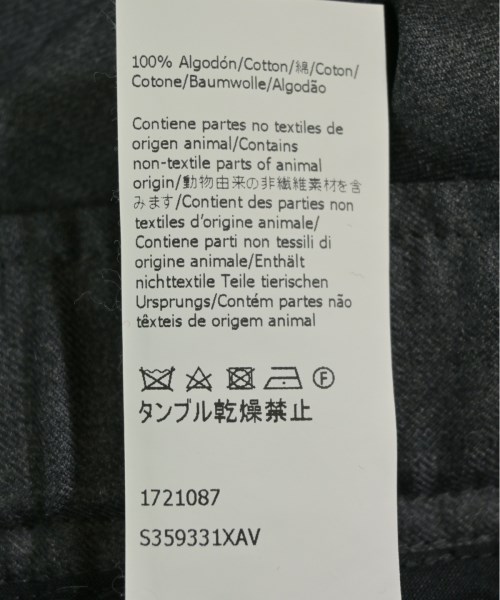 100% Algodón/Cotton/綿/Coton/
Cotone/Baumwolle/Algodão
Contiene partes no textiles de
origen animal/Contains
non-textile parts of animal
origin/動物由来の非繊維素材を含
みます/Contient des parties non
textiles d'origine animale/
Contiene parti non tessili di
origine animale/Enthält
nichttextile Teile tierischen
Ursprungs/Contém partes não
têxteis de origem animal
F
タンブル乾燥禁止
1721087
S359331XAV